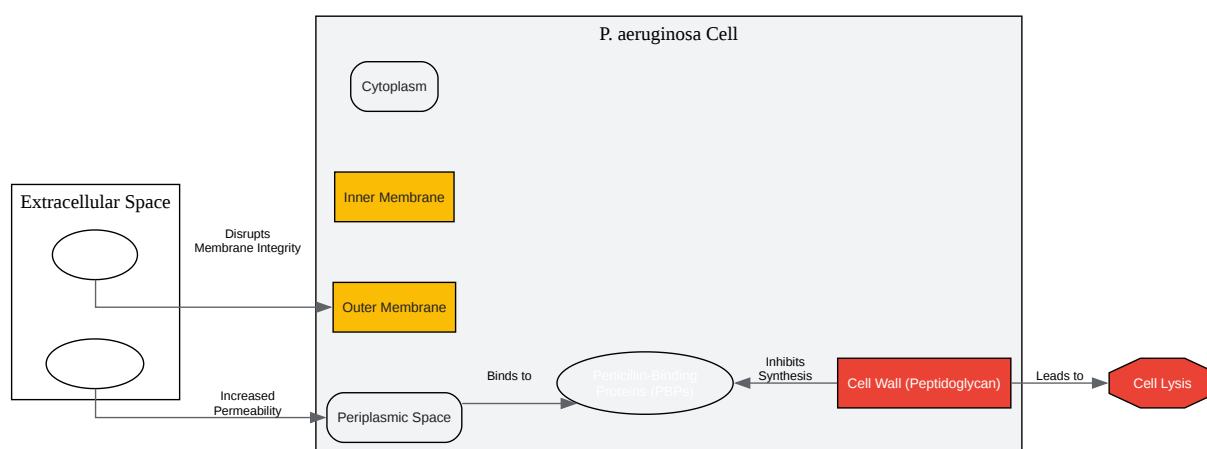 P. aeruginosa Cell
Cytoplasm
Inner Membrane
Extracellular Space
Disrupts
Membrane Integrity
Outer Membrane
Increased
Permeability
Periplasmic Space
Binds to
Penicillin-Binding
Proteins (PBPs)
Inhibits
Synthesis
Cell Wall (Peptidoglycan)
Leads to
Cell Lysis